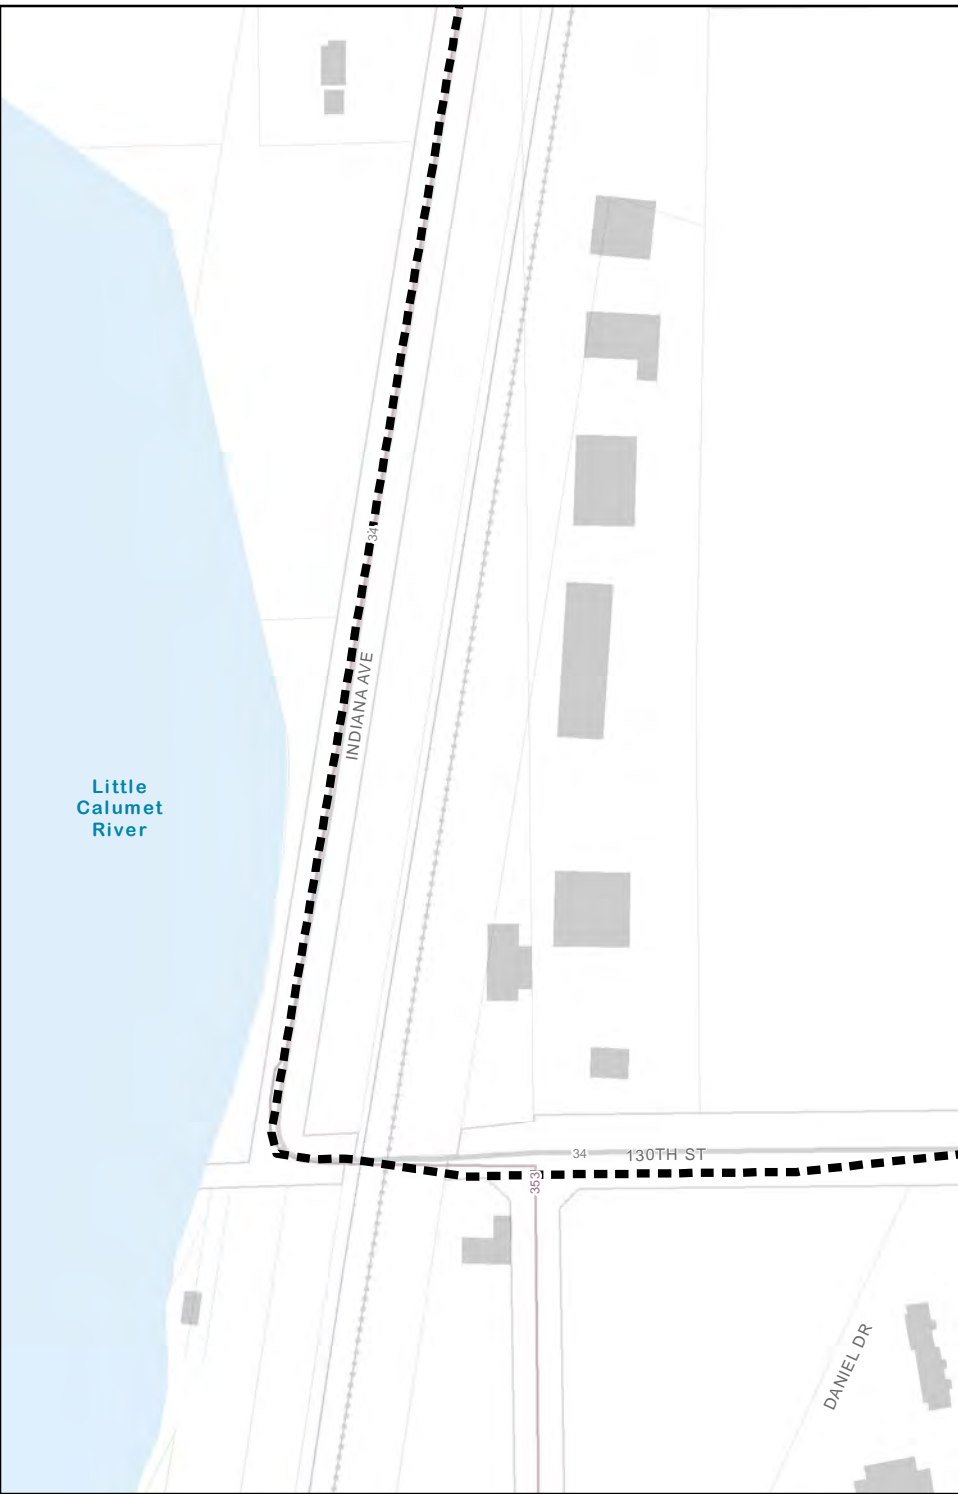 34
INDIANA AVE
Little
Calumet
River
34
130TH ST
353
DANIEL DR